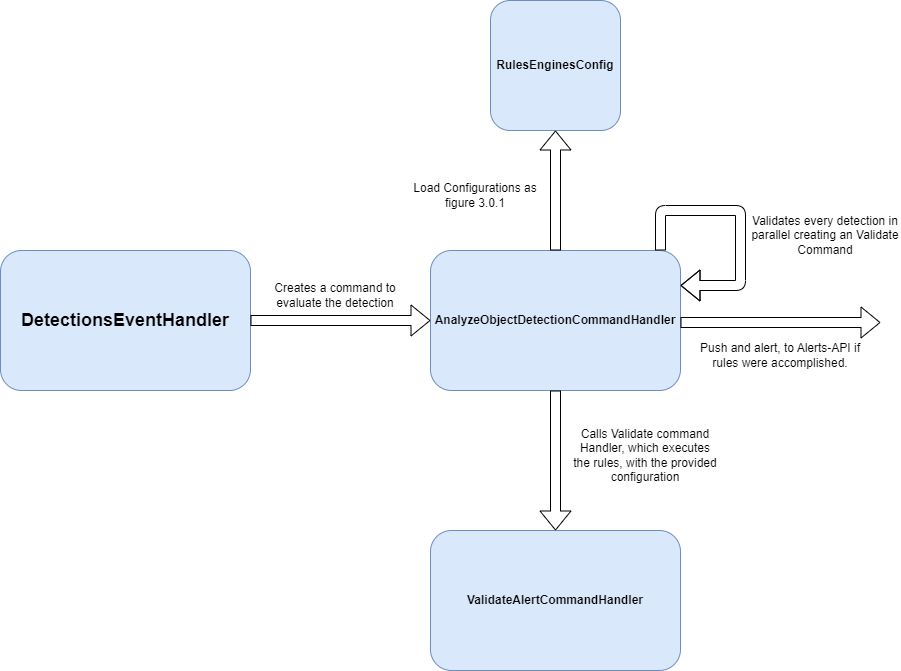 RulesEnginesConfig
Load Configurations as
figure 3.0.1
Validates every detection in
parallel creating an Validate
Command
DetectionsEventHandler
Creates a command to
evaluate the detection
AnalyzeObjectDetectionCommandHandler
Push and alert, to Alerts-API if
rules were accomplished.
Calls Validate command
Handler, which executes
the rules, with the provided
configuration
ValidateAlertCommandHandler